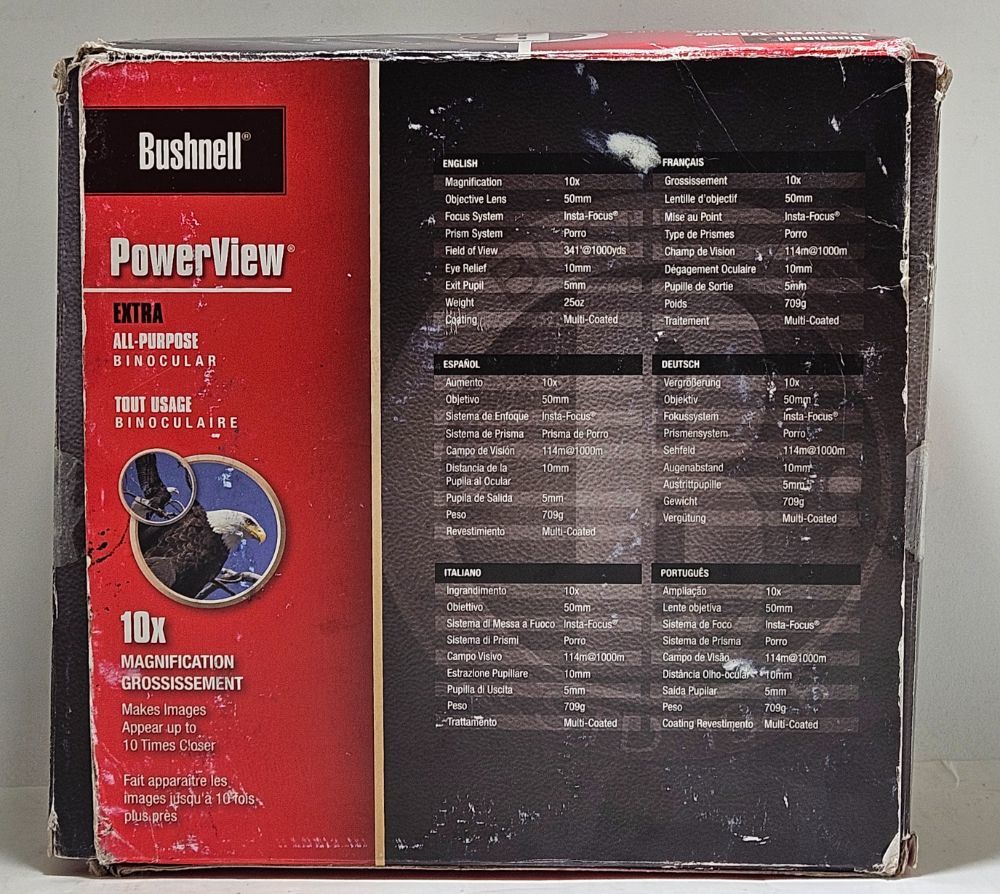 Bushnell
Bushnell®
PowerView®
EXTRA
ALL-PURPOSE
BINOCULAR
TOUT USAGE
BINOCULAIRE
10x
MAGNIFICATION
GROSSISSEMENT
Makes Images
Appear up to
10 Times Closer
Fait apparaître les
images jusqu'à 10 fois
plus près
ENGLISH
Magnification 10x
Objective Lens 50mm
Focus System Insta-Focus®
Prism System Porro
Field of View 341'@1000yds
Eye Relief 10mm
Exit Pupil 5mm
Weight 25oz
Coating Multi-Coated
FRANÇAIS
Grossissement 10x
Lentille d'objectif 50mm
Mise au Point Insta-Focus®
Type de Prismes Porro
Champ de Vision 114m@1000m
Dégagement Oculaire 10mm
Pupille de Sortie 5mm
Poids 709g
Traitement Multi-Coated
ESPAÑOL
Aumento 10x
Objetivo 50mm
Sistema de Enfoque Insta-Focus®
Sistema de Prisma Prisma de Porro
Campo de Visión 114m@1000m
Distancia de la 10mm
Pupila al Ocular
Pupila de Salida 5mm
Peso 709g
Revestimiento Multi-Coated
DEUTSCH
Vergrößerung 10x
Objektiv 50mm
Fokussystem Insta-Focus®
Prismensystem Porro
Sehfeld 114m@1000m
Augenabstand 10mm
Austrittpupille 5mm
Gewicht 709g
Vergütung Multi-Coated
ITALIANO
Ingrandimento 10x
Obiettivo 50mm
Sistema di Messa a Fuoco Insta-Focus®
Sistema di Prismi Porro
Campo Visivo 114m@1000m
Estrazione Pupillare 10mm
Pupilla di Uscita 5mm
Peso 709g
Trattamento Multi-Coated
PORTUGUÊS
Ampliação 10x
Lente objetiva 50mm
Sistema de Foco Insta-Focus®
Sistema de Prisma Porro
Campo de Visão 114m@1000m
Distância Olho-ocular 10mm
Saída Pupilar 5mm
Peso 709g
Coating Revestimento Multi-Coated